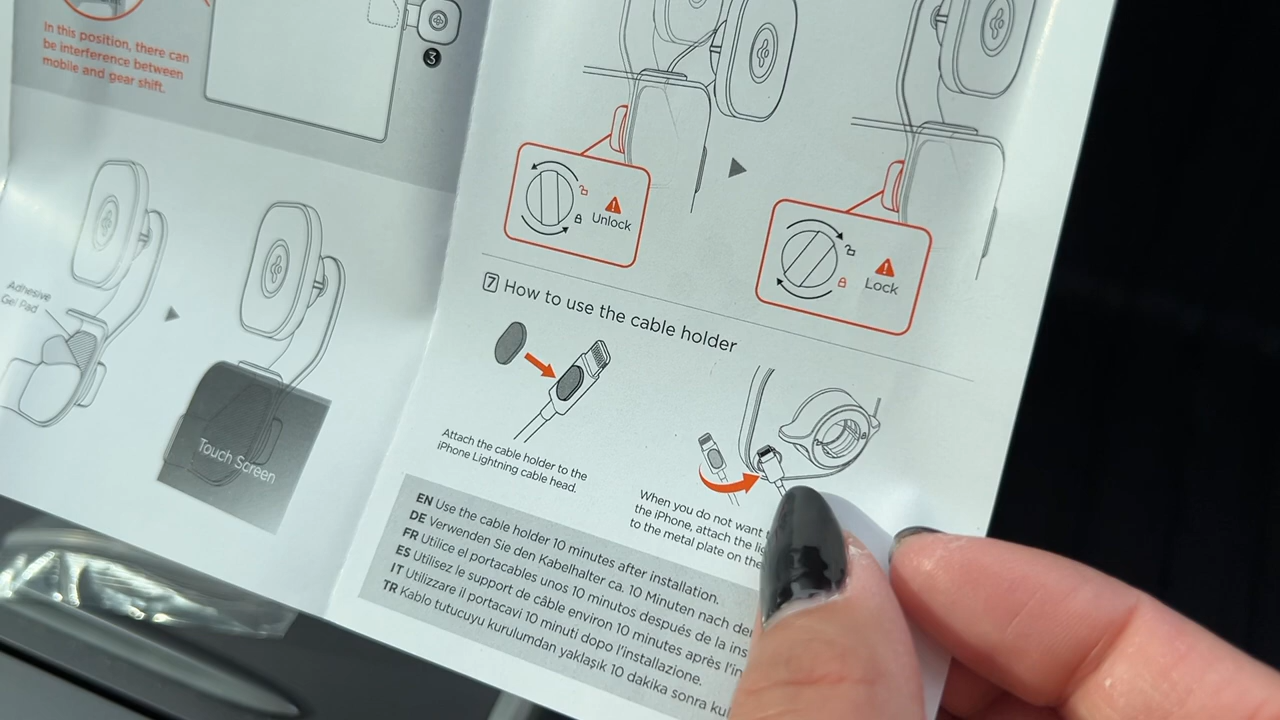 In this position, there can
be interference between
mobile and gear shift.
3
Adhesive
Gel Pad
Touch Screen
Unlock
Lock
7 How to use the cable holder
Attach the cable holder to the
iPhone Lightning cable head.
When you do not want
the iPhone, attach the
to the metal plate on the
EN Use the cable holder 10 minutes after installation.
DE Verwenden Sie den Kabelhalter ca. 10 Minuten nach der
FR Utilice el portacables unos 10 minutos después de la
ES Utilisez le support de câble environ 10 minutes après
IT Utilizzare il portacavi 10 minuti dopo l'installazione.
TR Kablo tutucuyu kurulumdan yaklaşık 10 dakika sonra